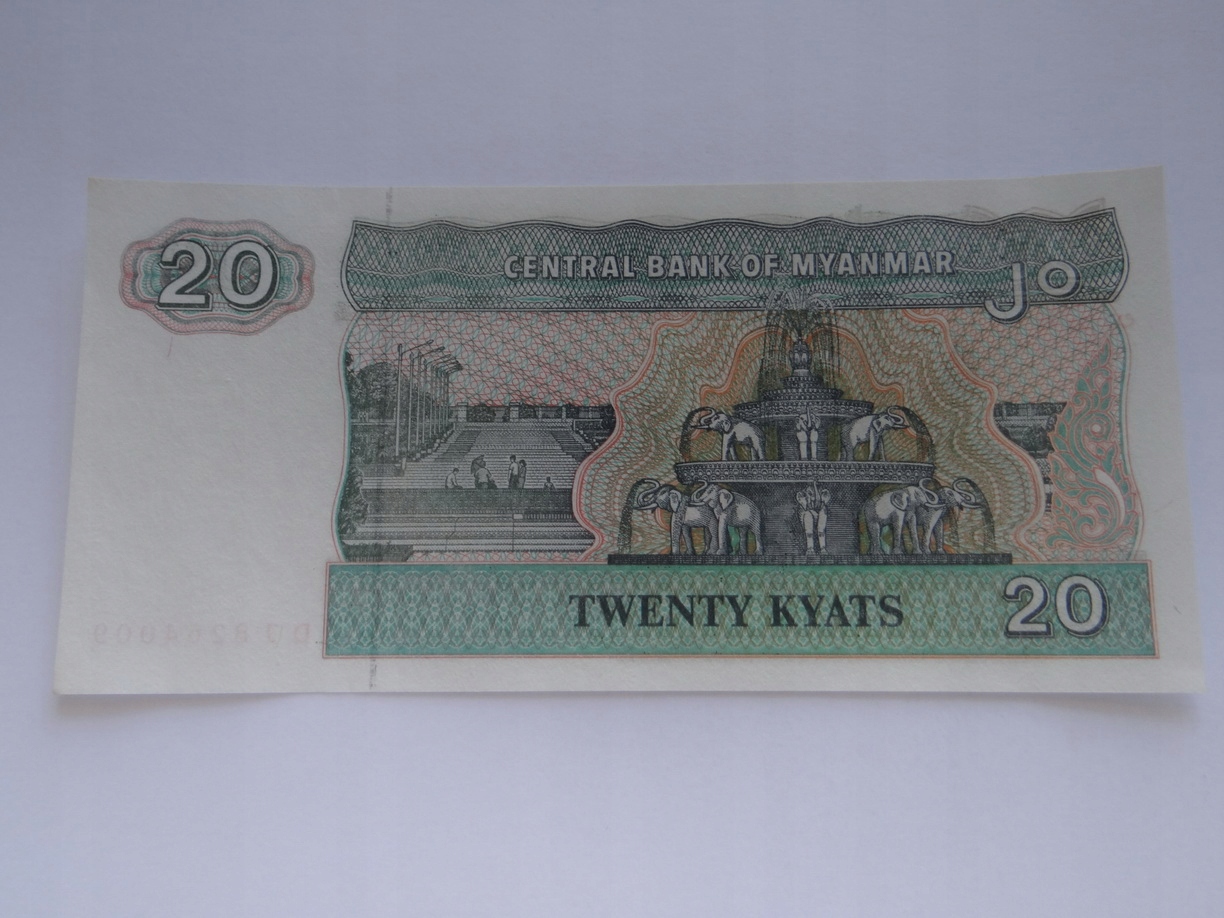 20
CENTRAL BANK OF MYANMAR
၂၀
TWENTY KYATS
20